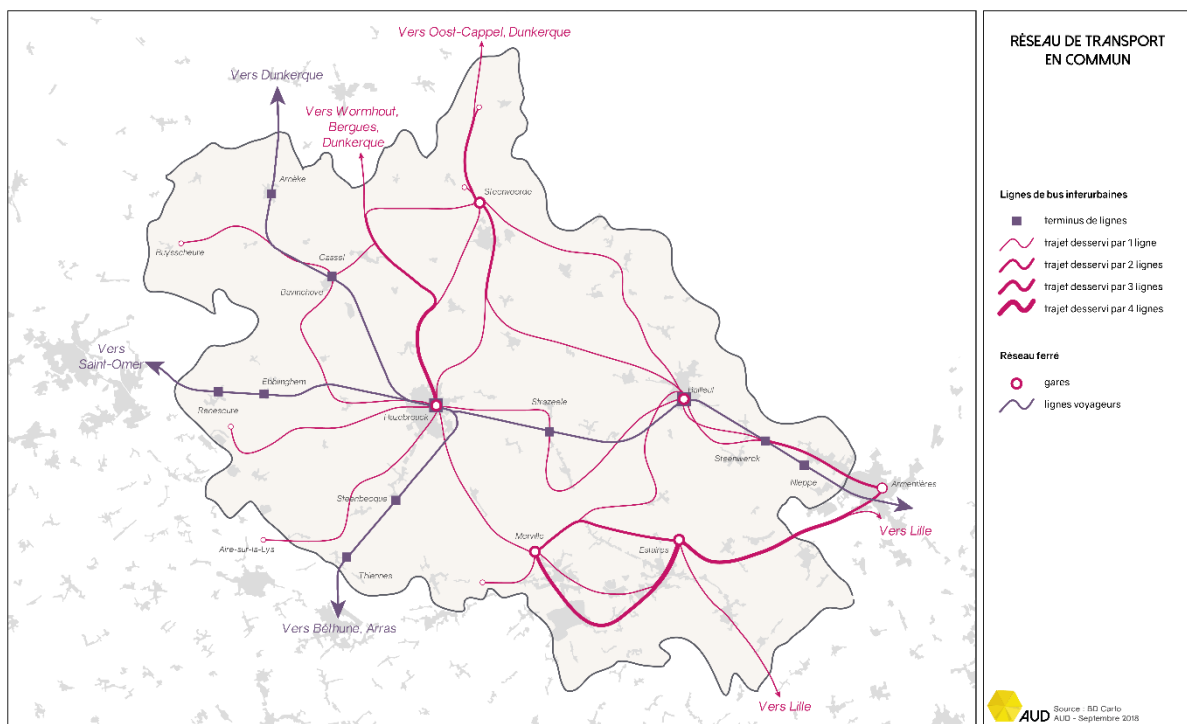 Vers Oost-Cappel, Dunkerque
Vers Dunkerque
Vers Wormhout,
Bergues,
Dunkerque
Arnèke
Steenvoorde
Ruysscheure
Cassel
Bavinchove
Vers
Saint-Omer
Ebblinghem
Renescure
Hazebrouck
Strazeele
Bailleul
Steenwerck
Nieppe
Armentières
Vers Lille
Steenbecque
Aire-sur-la-Lys
Thiennes
Merville
Estaires
Vers Béthune, Arras
Vers Lille
RÉSEAU DE TRANSPORT
EN COMMUN
Lignes de bus interurbaines
terminus de lignes
trajet desservi par 1 ligne
trajet desservi par 2 lignes
trajet desservi par 3 lignes
trajet desservi par 4 lignes
Réseau ferré
gares
lignes voyageurs
AUD
Source : BD Carto
AUD - Septembre 2018